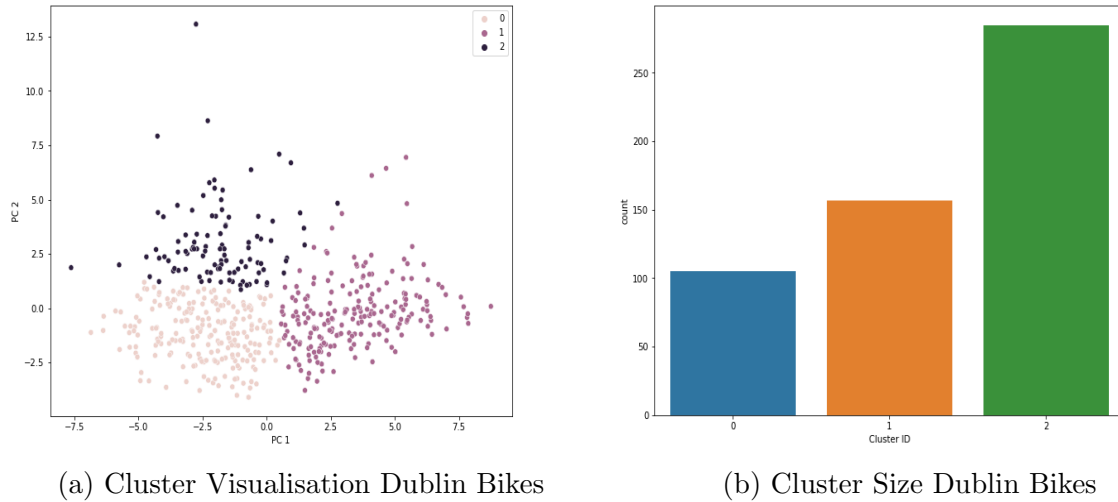 0
1
2
12.5
10.0
7.5
5.0
2.5
0.0
−2.5
PC 2
−7.5 −5.0 −2.5 0.0 2.5 5.0 7.5
PC 1
(a) Cluster Visualisation Dublin Bikes
250
200
150
100
50
0
count
0 1 2
Cluster ID
(b) Cluster Size Dublin Bikes